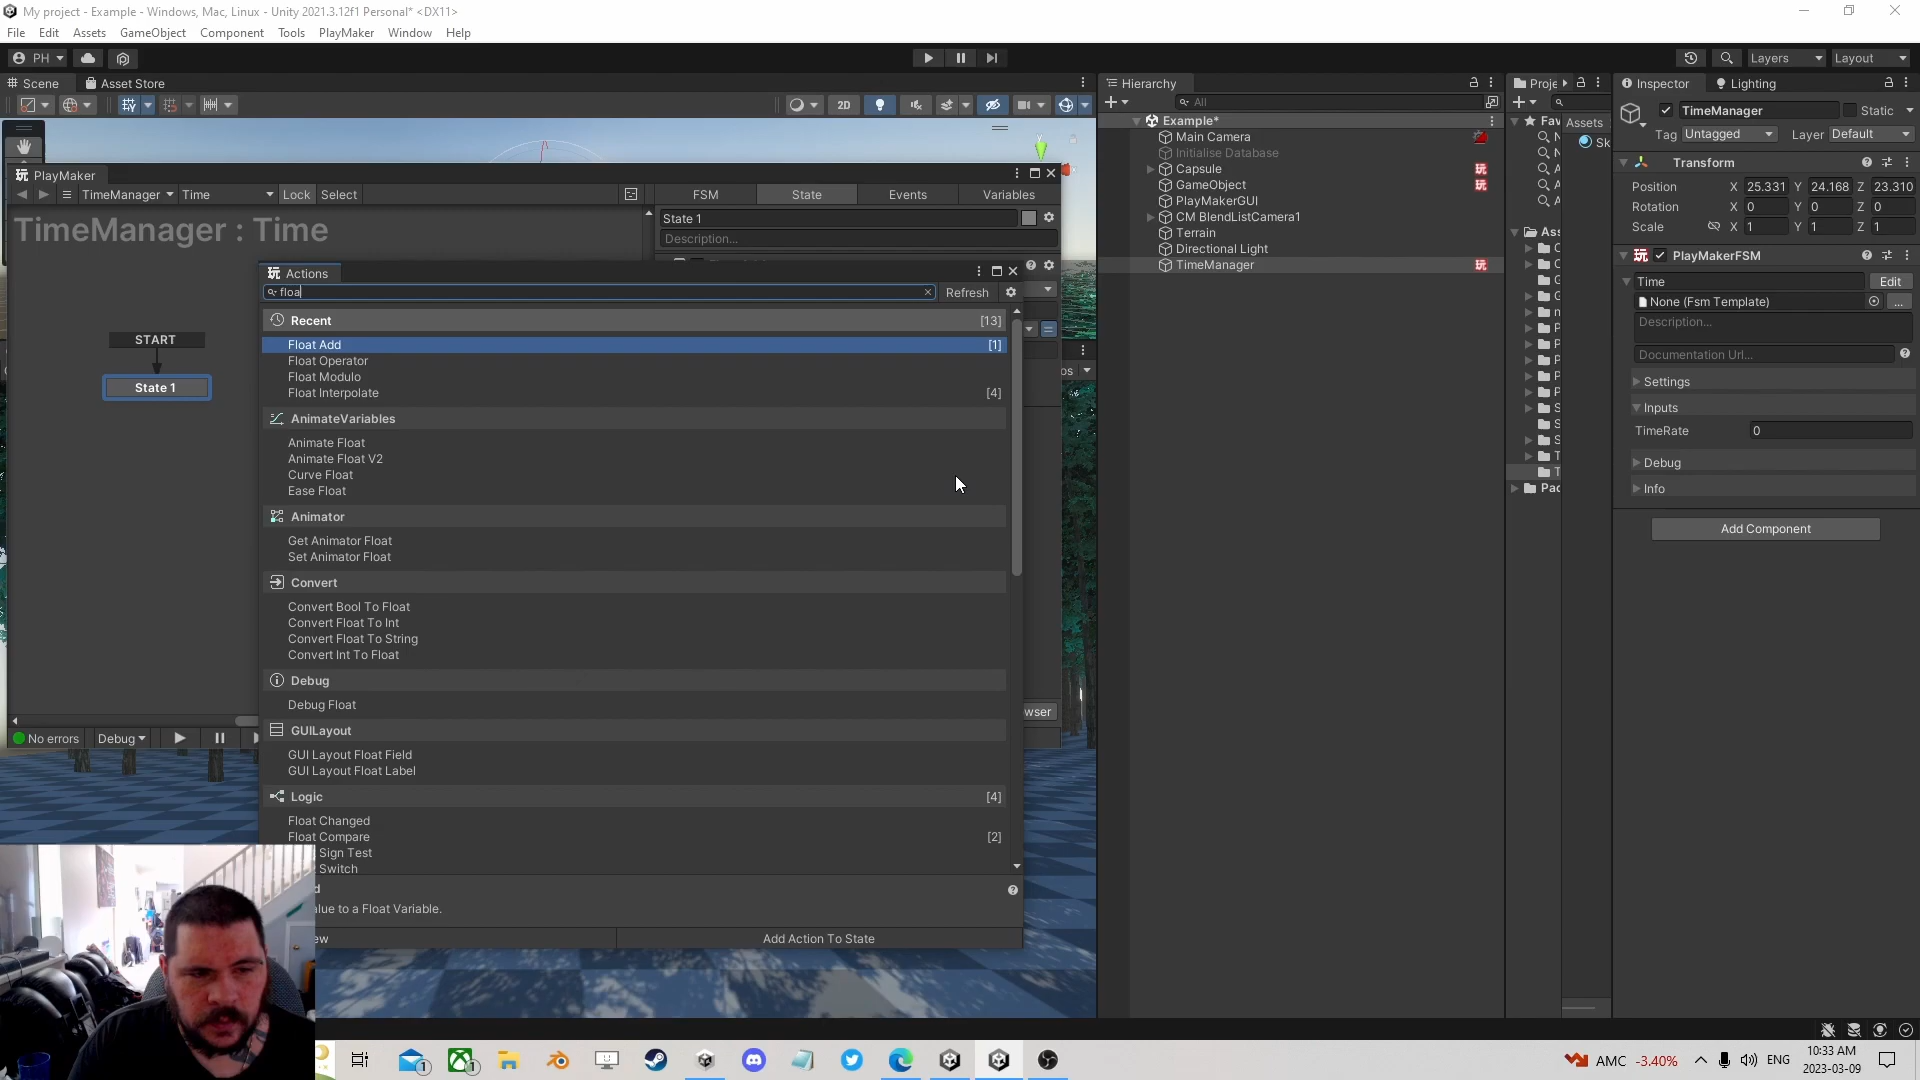 My project - Example - Windows, Mac, Linux - Unity 2021.3.12f1 Personal* <DX11>
File Edit Assets GameObject Component Tools PlayMaker Window Help
PH
Layers Layout
Scene Asset Store
2D
PlayMaker
TimeManager Time Lock Select
TimeManager : Time
START
State 1
No errors Debug
FSM State Events Variables
State 1
Description...
Actions
floa
Refresh
Recent [13]
Float Add [1]
Float Operator
Float Modulo
Float Interpolate [4]
AnimateVariables
Animate Float
Animate Float V2
Curve Float
Ease Float
Animator
Get Animator Float
Set Animator Float
Convert
Convert Bool To Float
Convert Float To Int
Convert Float To String
Convert Int To Float
Debug
Debug Float
GUILayout
GUI Layout Float Field
GUI Layout Float Label
Logic [4]
Float Changed
Float Compare [2]
Sign Test
Switch
alue to a Float Variable.
ew
Add Action To State
wser
os
Hierarchy
All
Example*
Main Camera
Initialise Database
Capsule
GameObject
PlayMakerGUI
CM BlendListCamera1
Terrain
Directional Light
TimeManager
Proje
Fav
Ass
Pac
Assets
Sk
Inspector Lighting
TimeManager Static
Tag Untagged Layer Default
Transform
Position X 25.331 Y 24.168 Z 23.310
Rotation X 0 Y 0 Z 0
Scale X 1 Y 1 Z 1
PlayMakerFSM
Time Edit
None (Fsm Template) ...
Description...
Documentation Url...
Settings
Inputs
TimeRate 0
Debug
Info
Add Component
AMC -3.40% ENG
10:33 AM
2023-03-09